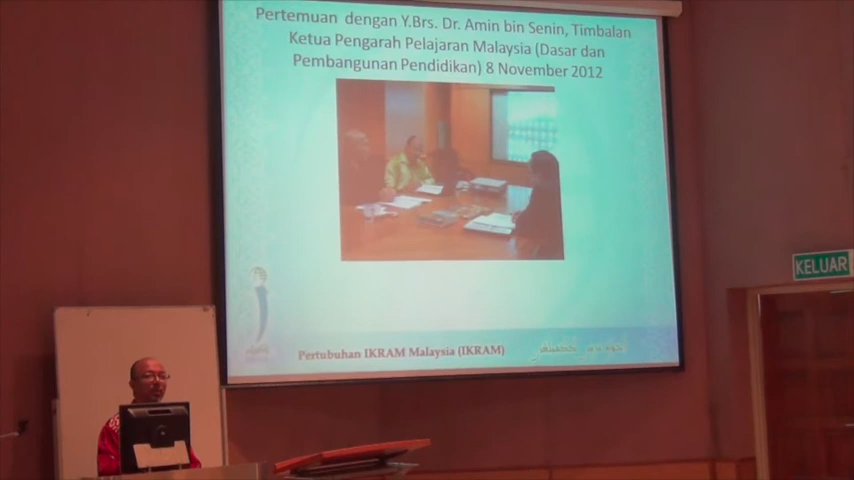 Pertemuan dengan Y.Brs. Dr. Amin bin Senin, Timbalan
Ketua Pengarah Pelajaran Malaysia (Dasar dan
Pembangunan Pendidikan) 8 November 2012
KELUAR
Pertubuhan IKRAM Malaysia (IKRAM)